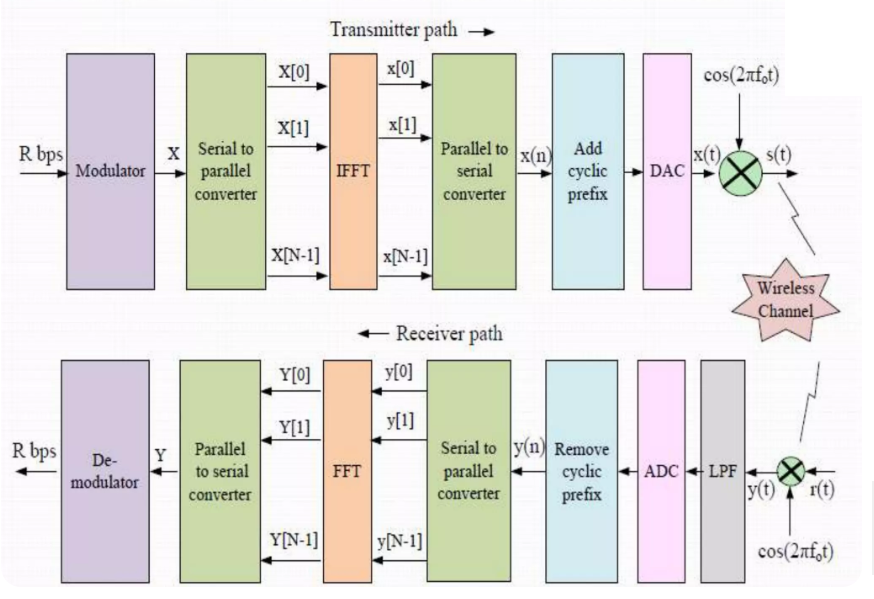 Transmitter path
X[0]
x[0]
cos(2πf₀t)
X[1]
x[1]
R bps
Modulator
X
Serial to
parallel
converter
IFFT
Parallel to
serial
converter
x(n)
Add
cyclic
prefix
DAC
x(t)
s(t)
X[N-1]
x[N-1]
Wireless
Channel
Receiver path
Y[0]
y[0]
Y[1]
y[1]
R bps
De-
modulator
Y
Parallel
to serial
converter
FFT
Serial to
parallel
converter
y(n)
Remove
cyclic
prefix
ADC
LPF
y(t)
r(t)
Y[N-1]
y[N-1]
cos(2πf₀t)